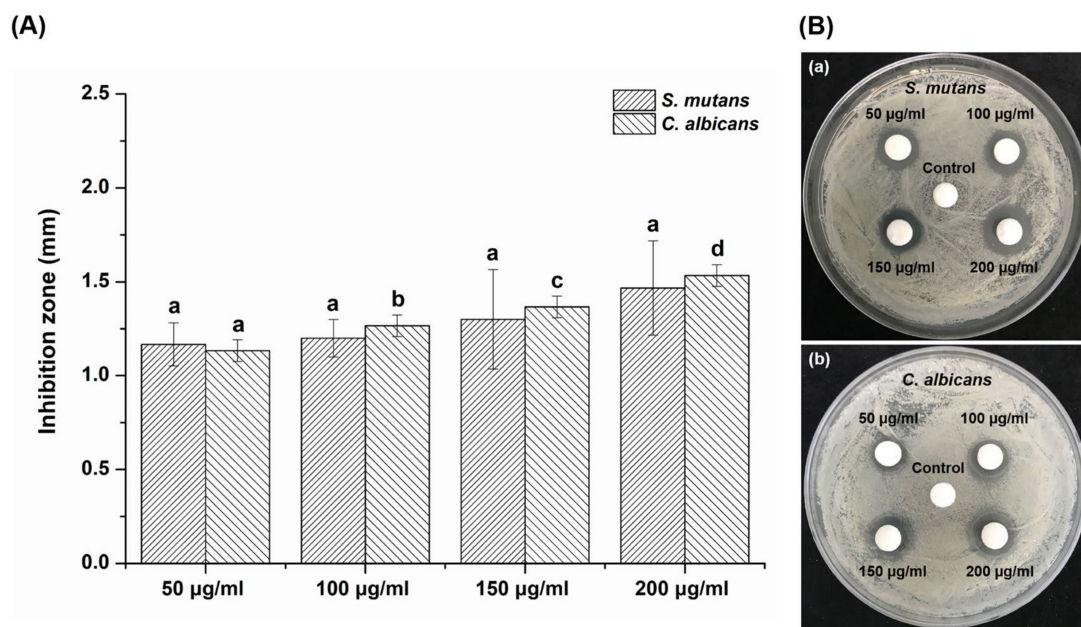 (A)
2.5
2.0
1.5
1.0
0.5
0.0
Inhibition zone (mm)
S. mutans
C. albicans
a a
a b
a c
a d
50 µg/ml 100 µg/ml 150 µg/ml 200 µg/ml
(B)
(a)
S. mutans
50 µg/ml 100 µg/ml
Control
150 µg/ml 200 µg/ml
(b)
C. albicans
50 µg/ml 100 µg/ml
Control
150 µg/ml 200 µg/ml